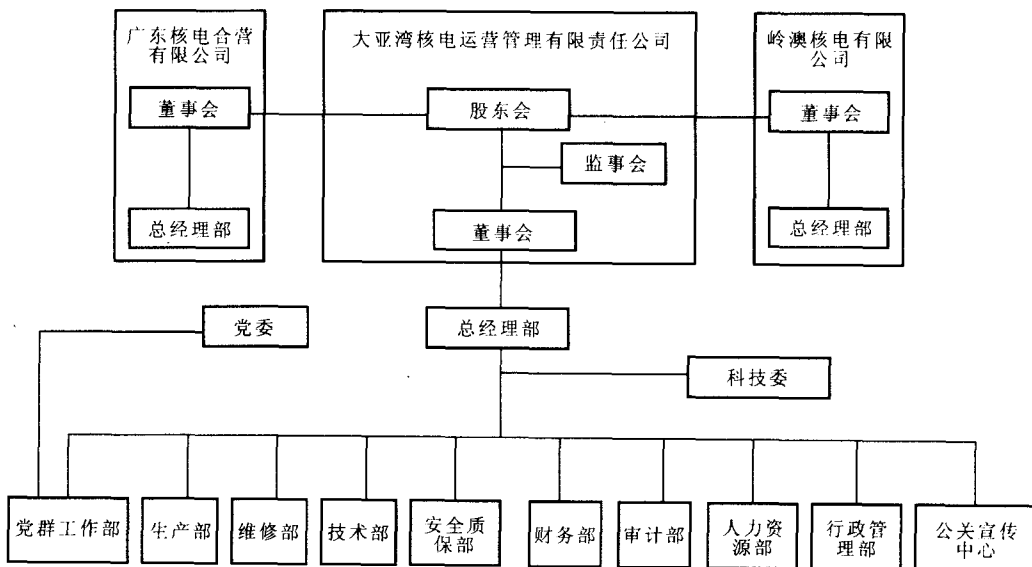 广东核电合营
有限公司
大亚湾核电运营管理有限责任公司
岭澳核电有限
公司
董事会
股东会
董事会
监事会
总经理部
董事会
总经理部
党委
总经理部
科技委
党群工作部
生产部
维修部
技术部
安全质
保部
财务部
审计部
人力资
源部
行政管
理部
公关宣传
中心